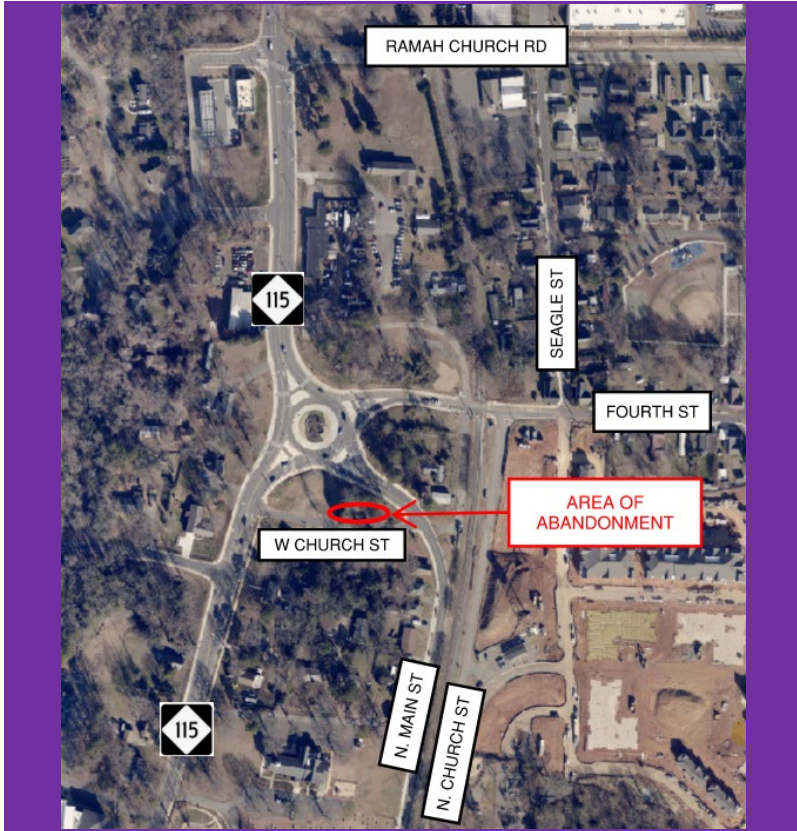 RAMAH CHURCH RD
115
SEAGLE ST
FOURTH ST
AREA OF
ABANDONMENT
W CHURCH ST
N. MAIN ST
N. CHURCH ST
115